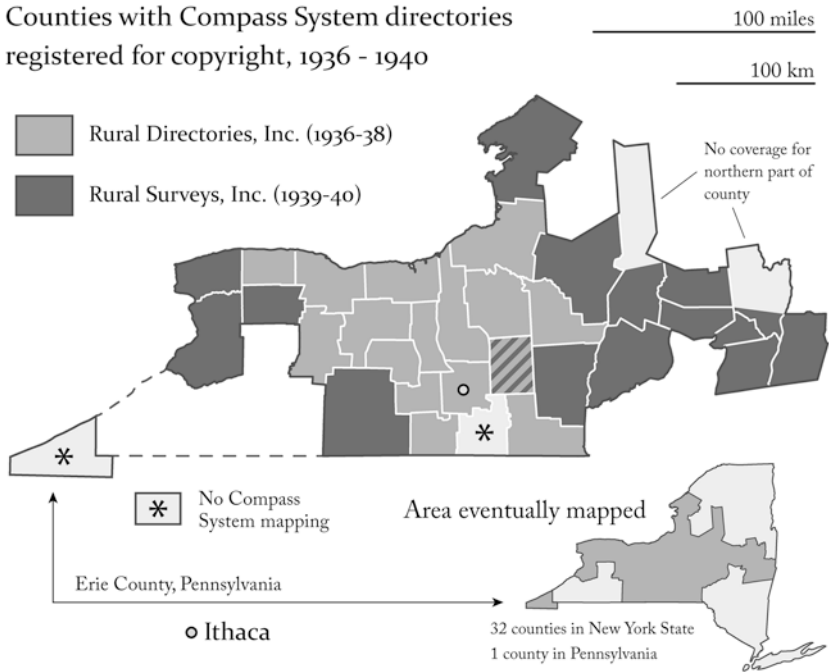 Counties with Compass System directories
registered for copyright, 1936 - 1940
100 miles
100 km
Rural Directories, Inc. (1936-38)
Rural Surveys, Inc. (1939-40)
No coverage for
northern part of
county
*
*
* No Compass
System mapping
Area eventually mapped
Erie County, Pennsylvania
Ithaca
32 counties in New York State
1 county in Pennsylvania